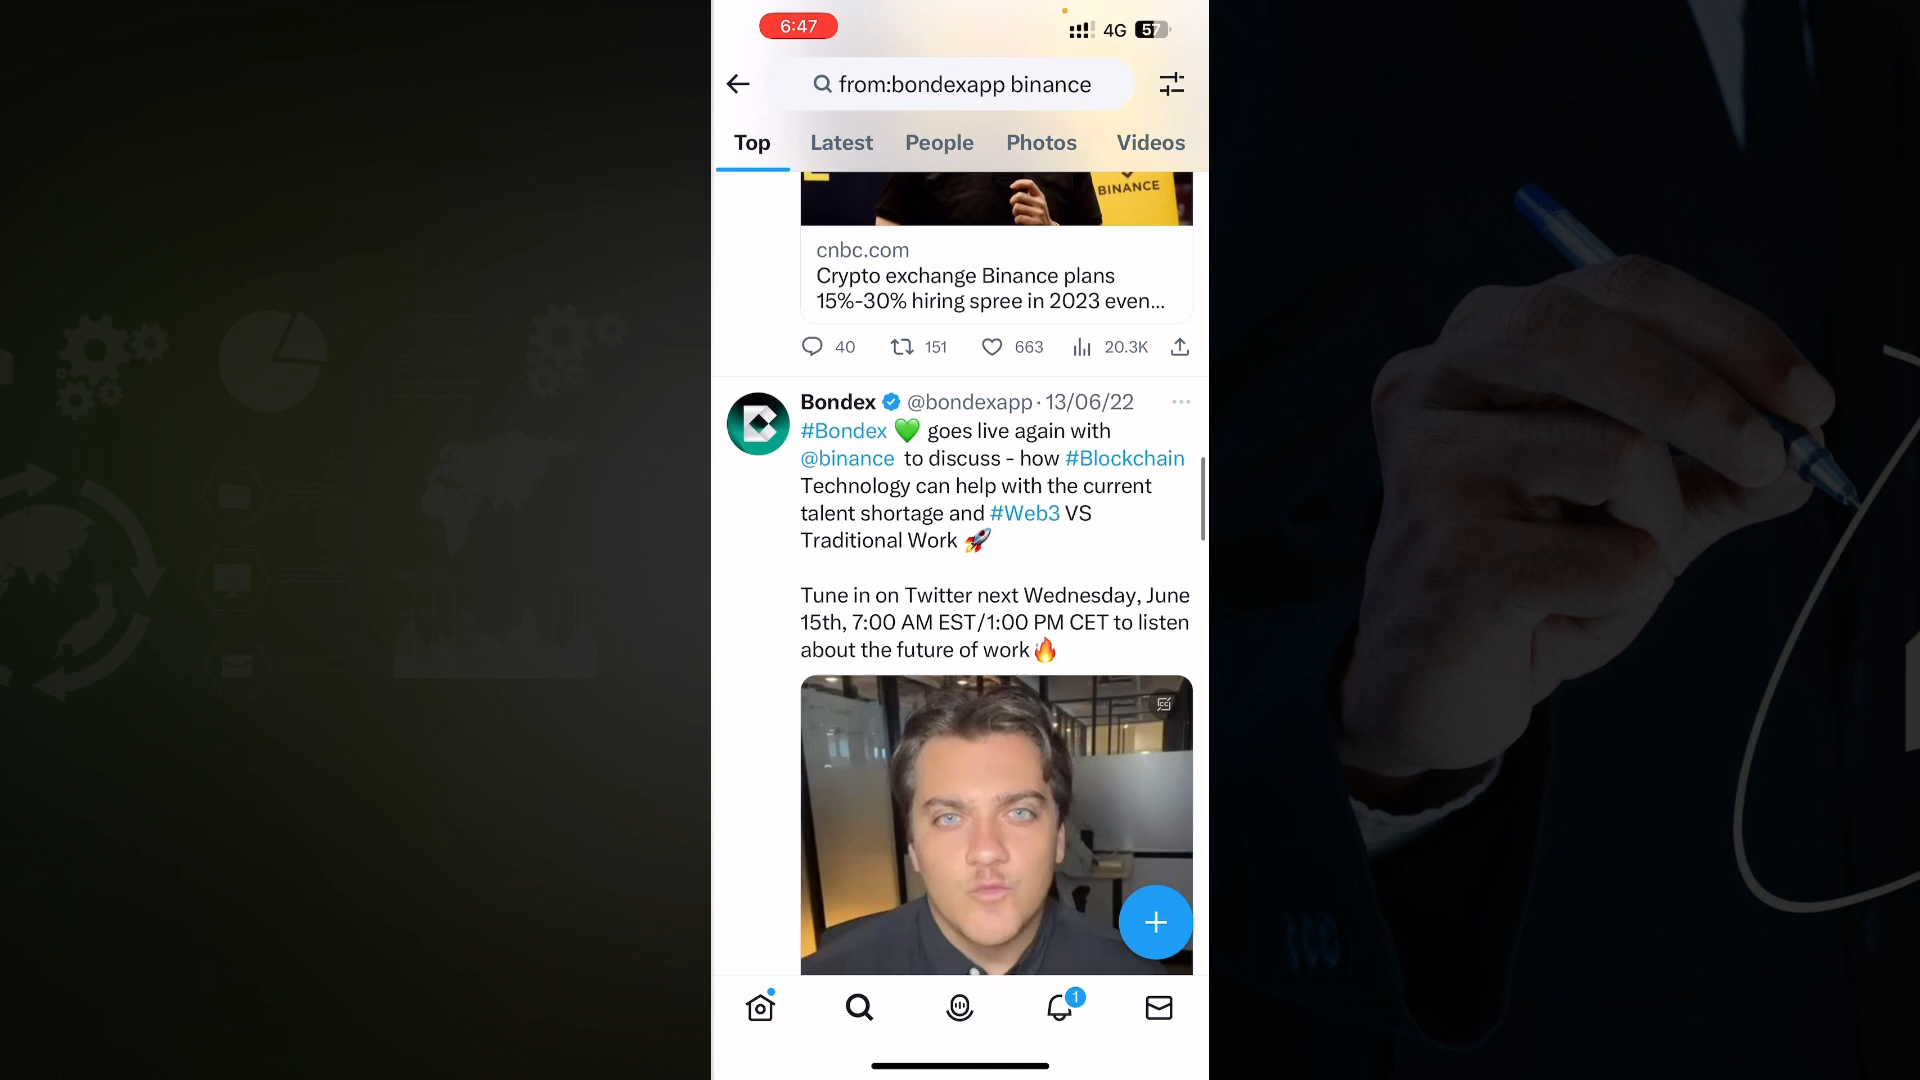 6:47
4G 57
from:bondexapp binance
Top Latest People Photos Videos
BINANCE
cnbc.com
Crypto exchange Binance plans
15%-30% hiring spree in 2023 even...
40 151 663 20.3K
Bondex @bondexapp · 13/06/22
#Bondex 💚 goes live again with
@binance to discuss - how #Blockchain
Technology can help with the current
talent shortage and #Web3 VS
Traditional Work 🚀
Tune in on Twitter next Wednesday, June
15th, 7:00 AM EST/1:00 PM CET to listen
about the future of work🔥
1